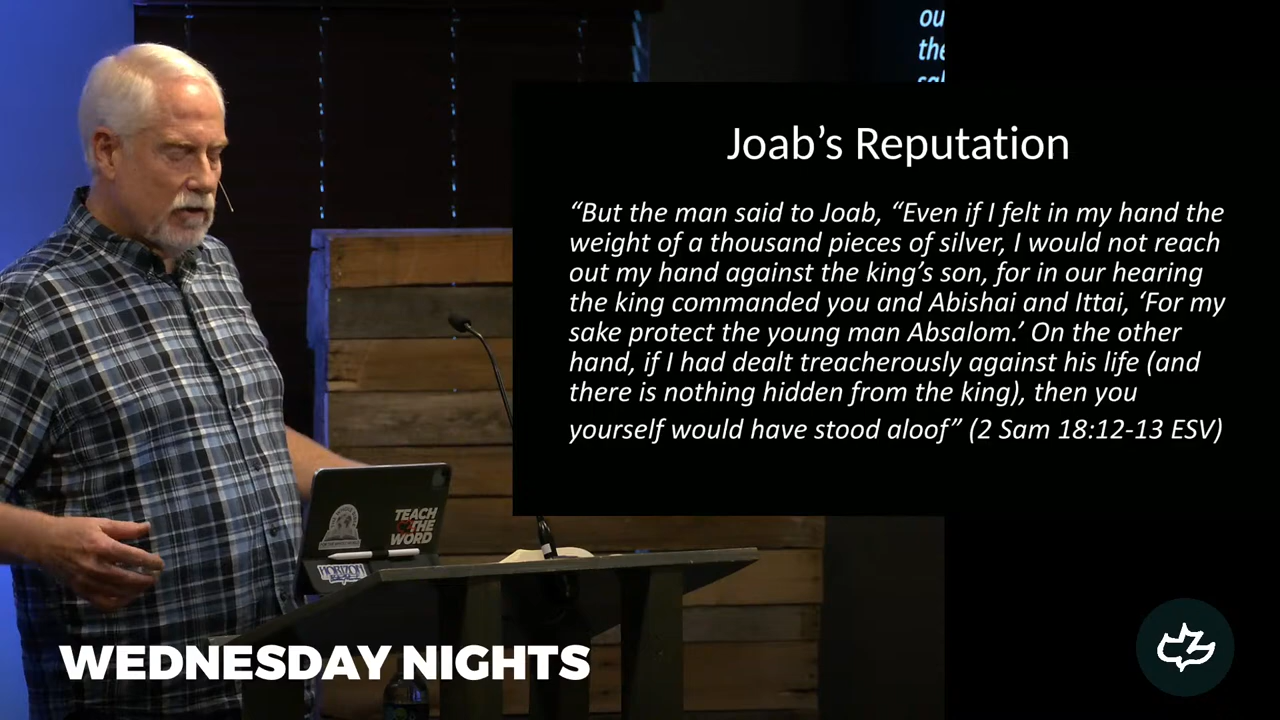 ou
the
sal
Joab’s Reputation
“But the man said to Joab, “Even if I felt in my hand the
weight of a thousand pieces of silver, I would not reach
out my hand against the king’s son, for in our hearing
the king commanded you and Abishai and Ittai, ‘For my
sake protect the young man Absalom.’ On the other
hand, if I had dealt treacherously against his life (and
there is nothing hidden from the king), then you
yourself would have stood aloof” (2 Sam 18:12-13 ESV)
TEACH
THE
WORD
HORIZON
WEDNESDAY NIGHTS